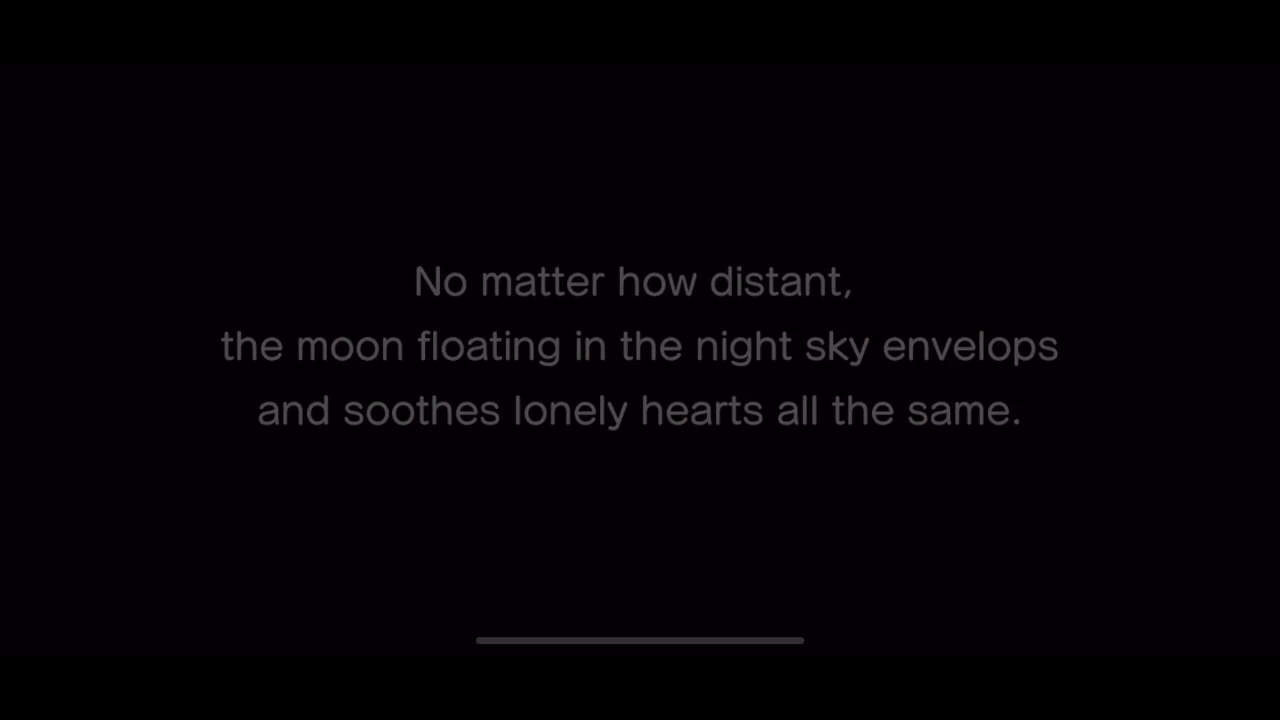 No matter how distant,
the moon floating in the night sky envelops
and soothes lonely hearts all the same.